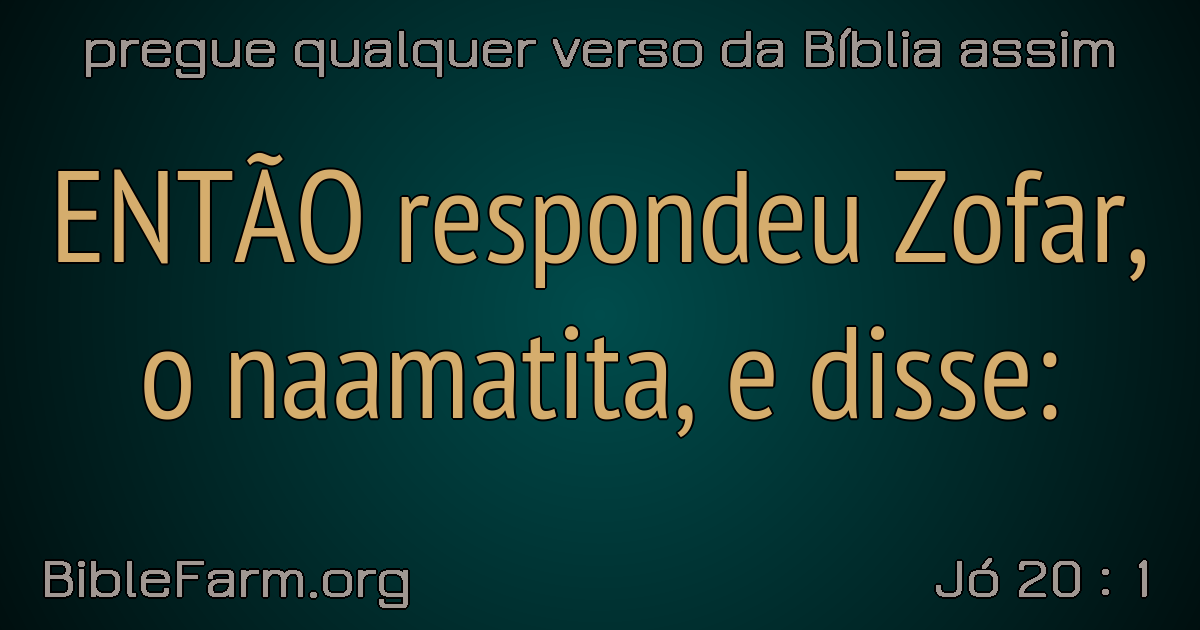 pregue qualquer verso da Bíblia assim
ENTÃO respondeu Zofar,
o naamatita, e disse:
BibleFarm.org
Jó 20 : 1